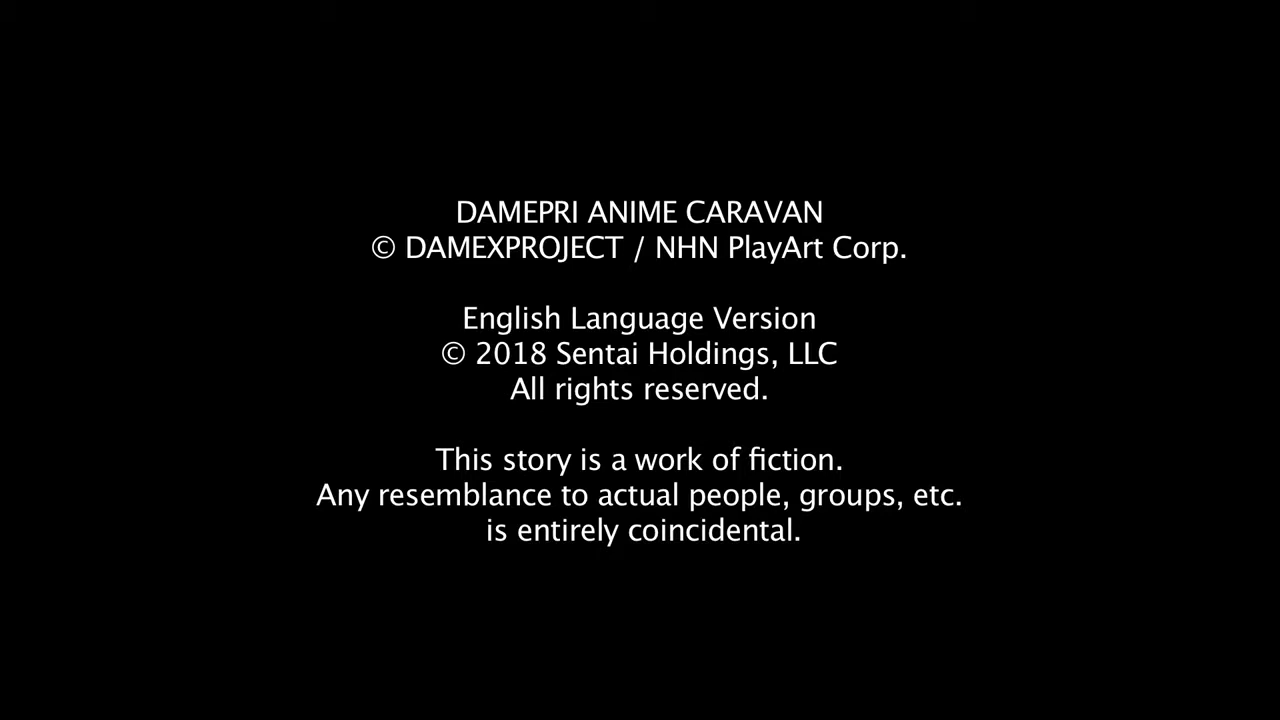 DAMEPRI ANIME CARAVAN
© DAMEXPROJECT / NHN PlayArt Corp.
English Language Version
© 2018 Sentai Holdings, LLC
All rights reserved.
This story is a work of fiction.
Any resemblance to actual people, groups, etc.
is entirely coincidental.